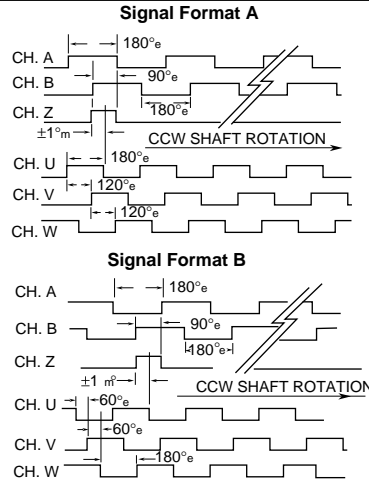 Signal Format A
180°e
CH. A
90°e
CH. B
180°e
CH. Z
±1°m
CCW SHAFT ROTATION
180°e
CH. U
120°e
CH. V
120°e
CH. W
Signal Format B
CH. A
180°e
CH. B
90°e
180°e
CH. Z
±1 m°
CCW SHAFT ROTATION
CH. U
60°e
60°e
CH. V
180°e
CH. W